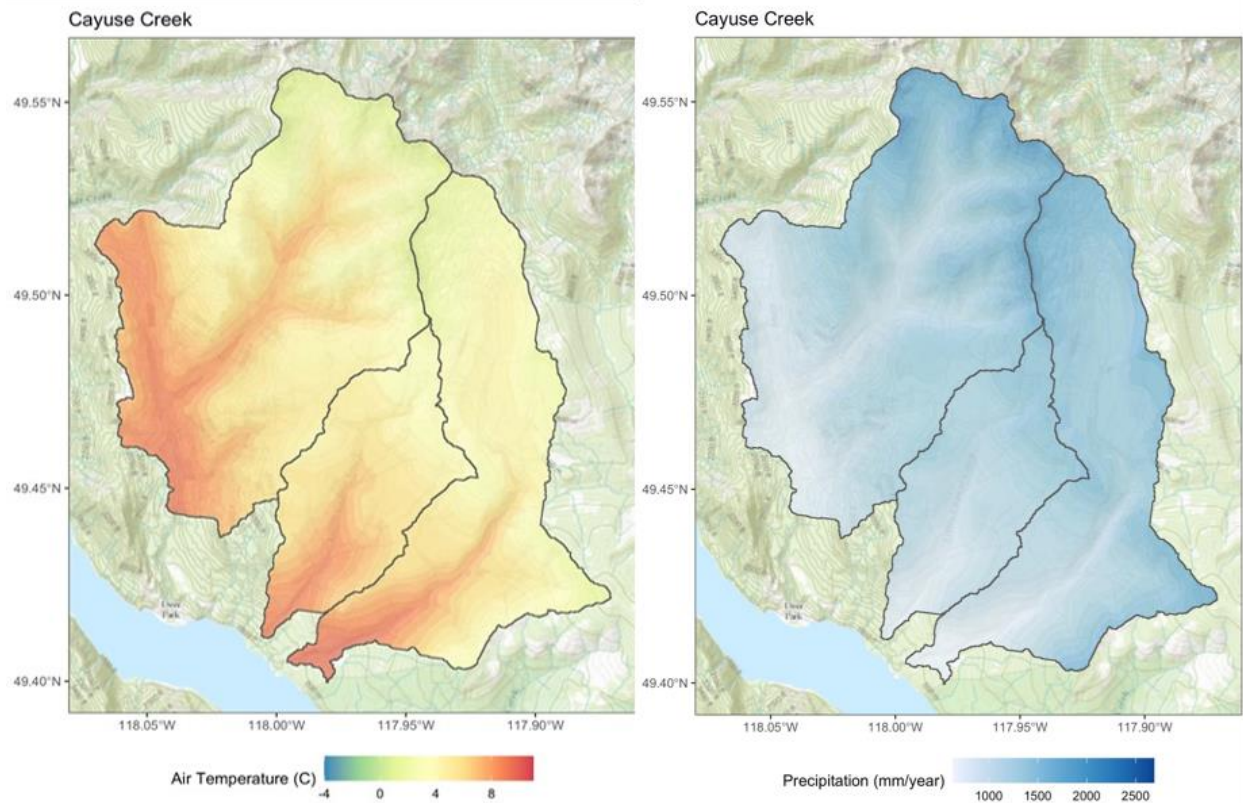 Cayuse Creek
49.55°N
49.50°N
49.45°N
49.40°N
118.05°W 118.00°W 117.95°W 117.90°W
Park
Air Temperature (C)
-4 0 4 8
Cayuse Creek
49.55°N
49.50°N
49.45°N
49.40°N
118.05°W 118.00°W 117.95°W 117.90°W
Park
Precipitation (mm/year)
1000 1500 2000 2500